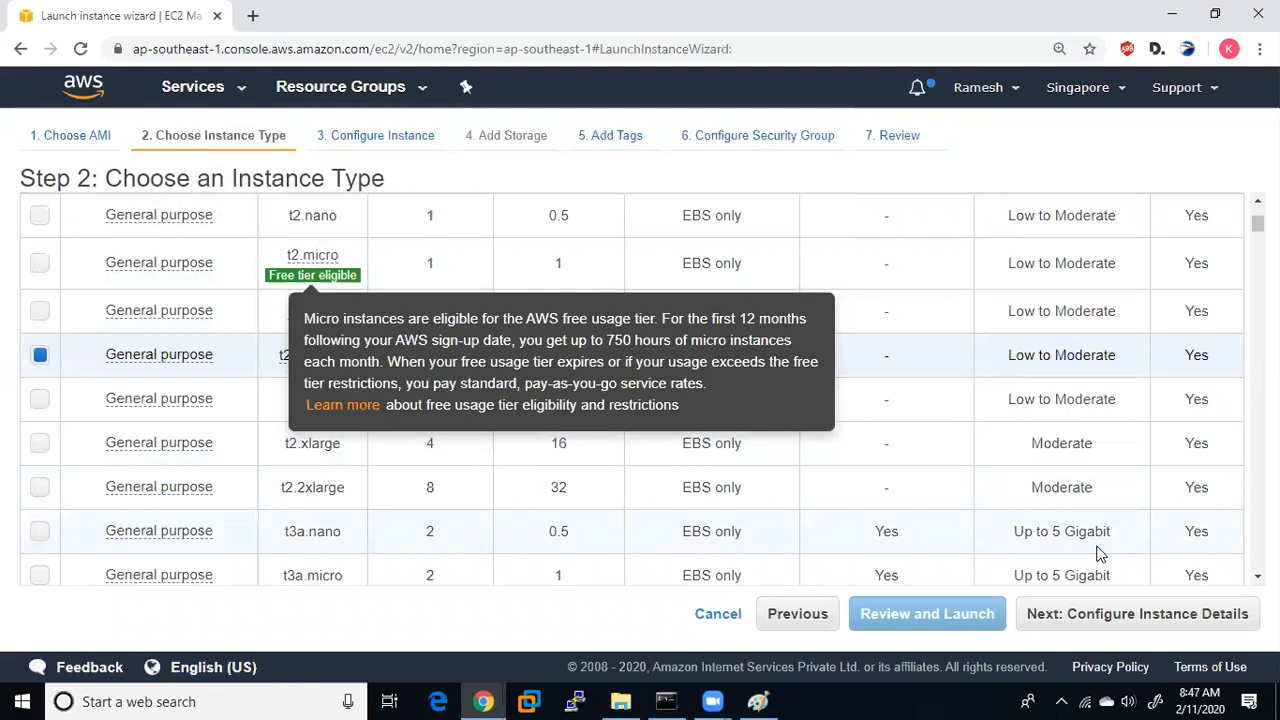 Launch instance wizard | EC2 Ma
ap-southeast-1.console.aws.amazon.com/ec2/v2/home?region=ap-southeast-1#LaunchInstanceWizard:
K
aws
Services
Resource Groups
Ramesh
Singapore
Support
1. Choose AMI
2. Choose Instance Type
3. Configure Instance
4. Add Storage
5. Add Tags
6. Configure Security Group
7. Review
Step 2: Choose an Instance Type
General purpose t2.nano 1 0.5 EBS only - Low to Moderate Yes
General purpose t2.micro 1 1 EBS only - Low to Moderate Yes
Free tier eligible
General purpose - Low to Moderate Yes
General purpose t2 - Low to Moderate Yes
General purpose - Low to Moderate Yes
Micro instances are eligible for the AWS free usage tier. For the first 12 months
following your AWS sign-up date, you get up to 750 hours of micro instances
each month. When your free usage tier expires or if your usage exceeds the free
tier restrictions, you pay standard, pay-as-you-go service rates.
Learn more about free usage tier eligibility and restrictions
General purpose t2.xlarge 4 16 EBS only - Moderate Yes
General purpose t2.2xlarge 8 32 EBS only - Moderate Yes
General purpose t3a.nano 2 0.5 EBS only Yes Up to 5 Gigabit Yes
General purpose t3a.micro 2 1 EBS only Yes Up to 5 Gigabit Yes
Cancel
Previous
Review and Launch
Next: Configure Instance Details
Feedback
English (US)
© 2008 - 2020, Amazon Internet Services Private Ltd. or its affiliates. All rights reserved.
Privacy Policy
Terms of Use
Start a web search
8:47 AM
2/11/2020